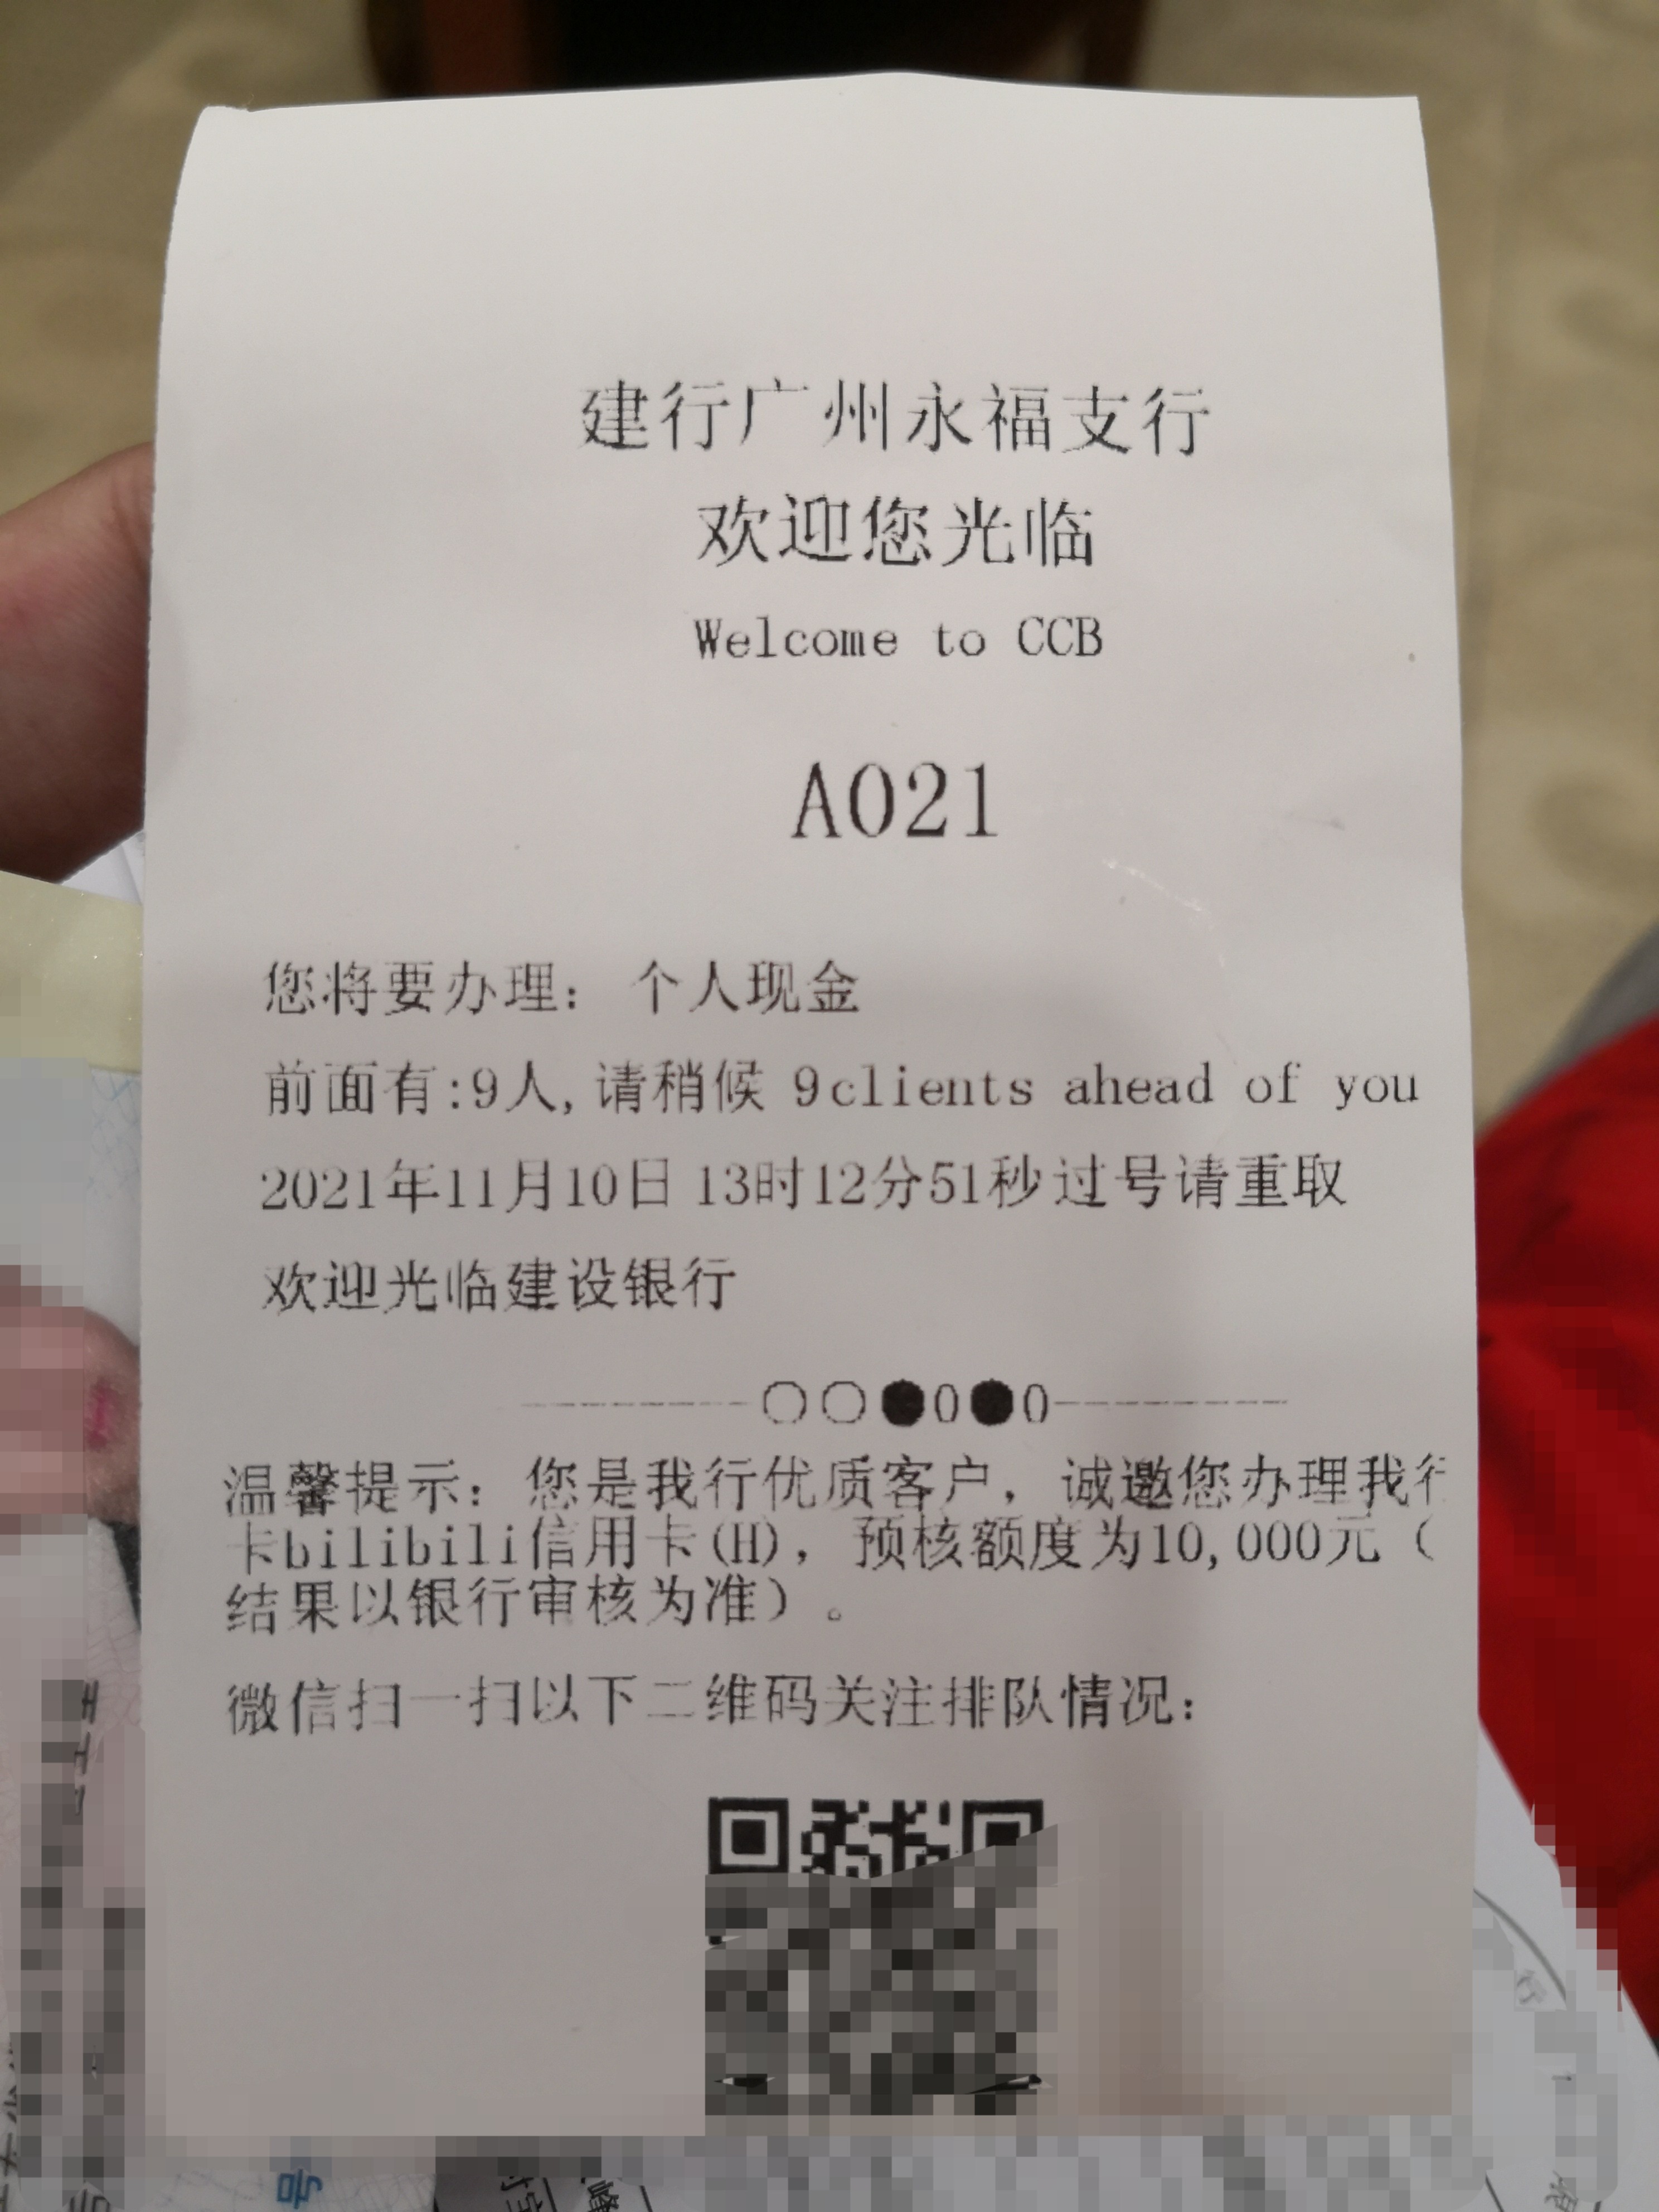 建行广州永福支行
欢迎您光临
Welcome to CCB
A021
您将要办理： 个人现金
前面有:9人,请稍候 9clients ahead of you
2021年11月10日 13时12分51秒过号请重取
欢迎光临建设银行
----------○○●0●0----------
温馨提示：您是我行优质客户，诚邀您办理我行
卡bilibili信用卡(H)，预核额度为10,000元（
结果以银行审核为准）。
微信扫一扫以下二维码关注排队情况：
号